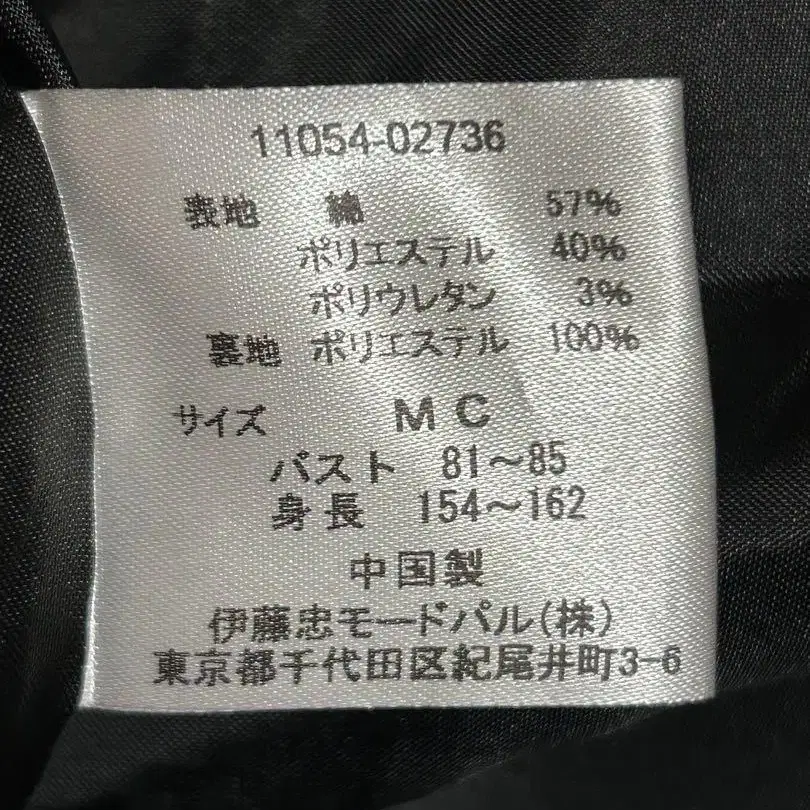 11054-02736
表地 綿 57%
ポリエステル 40%
ポリウレタン 3%
裏地 ポリエステル 100%
サイズ MC
バスト 81～85
身長 154～162
中国製
伊藤忠モードパル(株)
東京都千代田区紀尾井町3-6